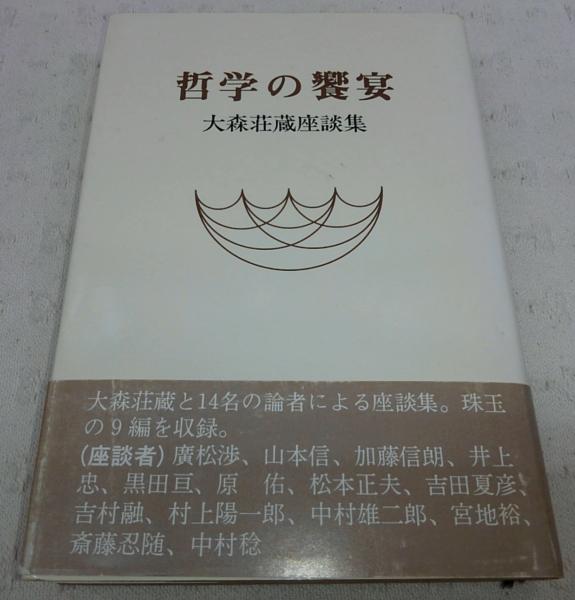 哲学の饗宴
大森荘蔵座談集
大森荘蔵と14名の論者による座談集。珠玉
の9編を収録。
(座談者)廣松渉、山本信、加藤信朗、井上
忠、黒田亘、原　佑、松本正夫、吉田夏彦、
吉村融、村上陽一郎、中村雄二郎、宮地裕、
斎藤忍随、中村稔